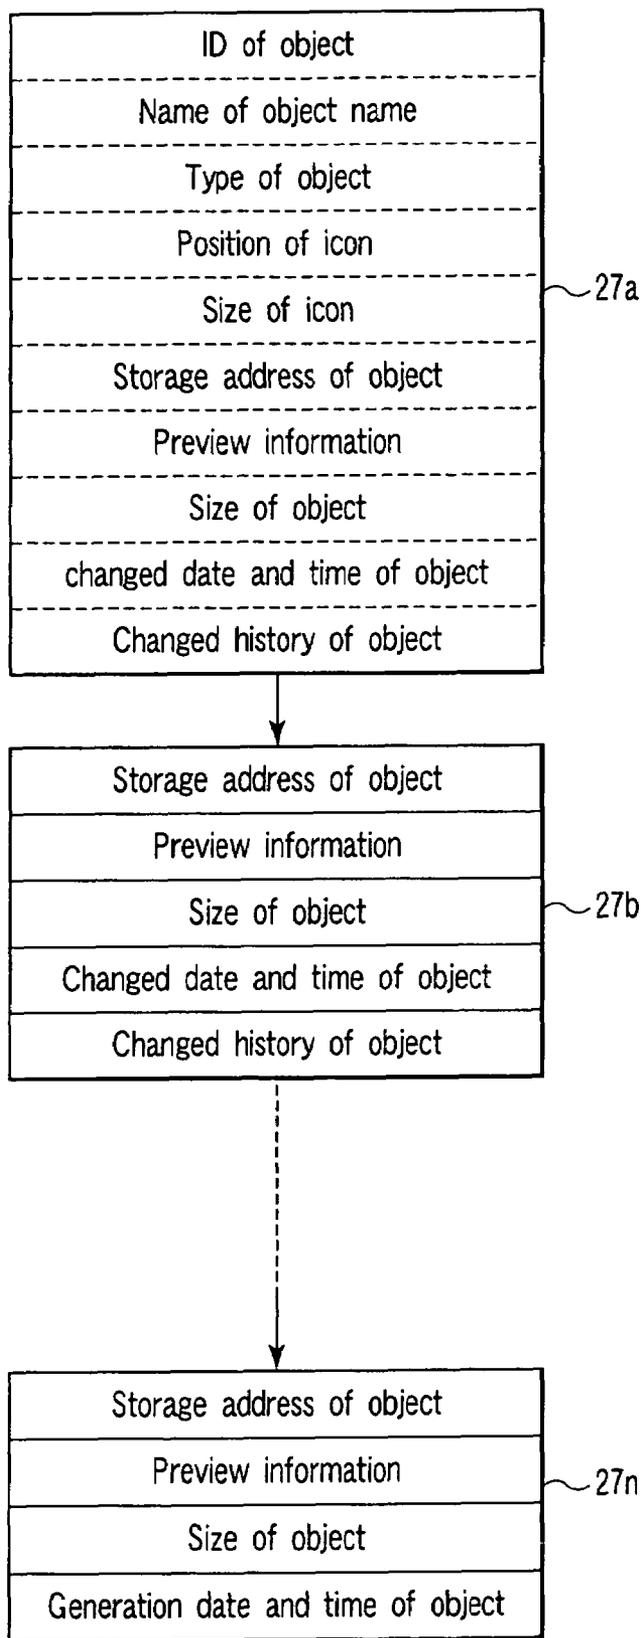 ID of object
Name of object name
Type of object
Position of icon
Size of icon
27a
Storage address of object
Preview information
Size of object
changed date and time of object
Changed history of object
Storage address of object
Preview information
Size of object
27b
Changed date and time of object
Changed history of object
Storage address of object
Preview information
27n
Size of object
Generation date and time of object